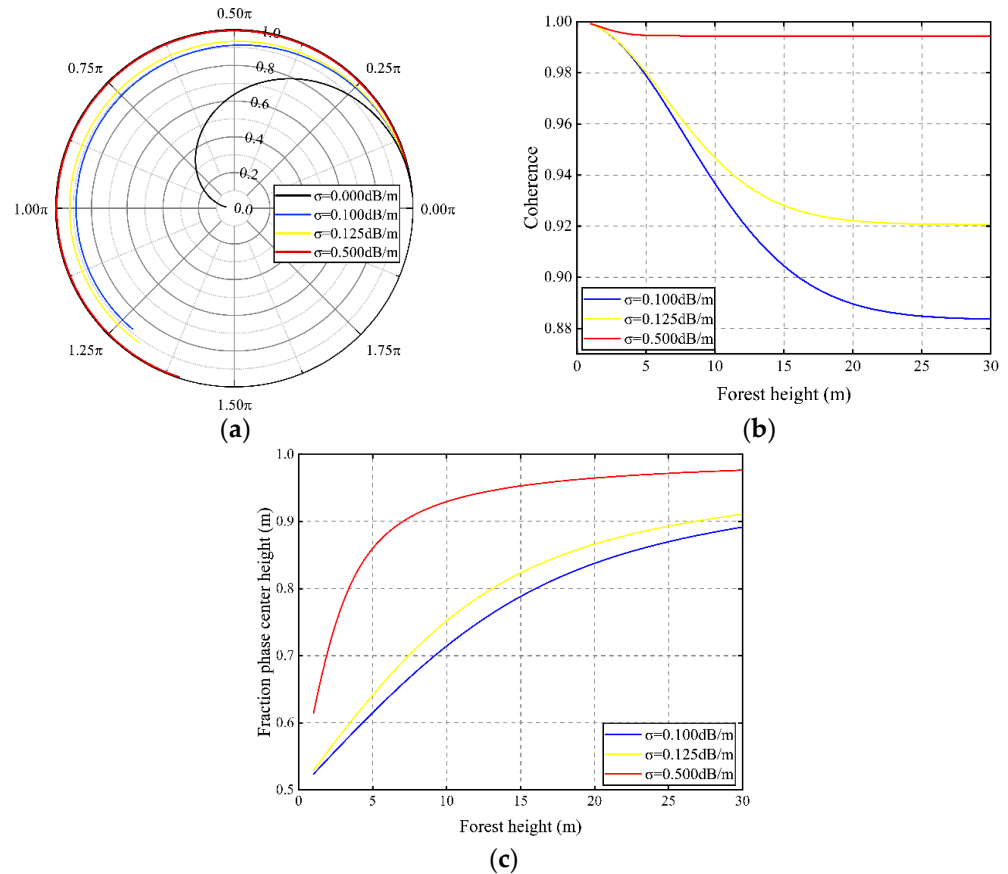 0.50π
0.75π
0.25π
1.00π
0.00π
1.25π
1.75π
1.50π
1.0
0.8
0.6
0.4
0.2
0.0
σ=0.000dB/m
σ=0.100dB/m
σ=0.125dB/m
σ=0.500dB/m
(a)
1.00
0.98
0.96
0.94
0.92
0.90
0.88
Coherence
σ=0.100dB/m
σ=0.125dB/m
σ=0.500dB/m
0 5 10 15 20 25 30
Forest height (m)
(b)
1.0
0.9
0.8
0.7
0.6
0.5
Fraction phase center height (m)
σ=0.100dB/m
σ=0.125dB/m
σ=0.500dB/m
0 5 10 15 20 25 30
Forest height (m)
(c)